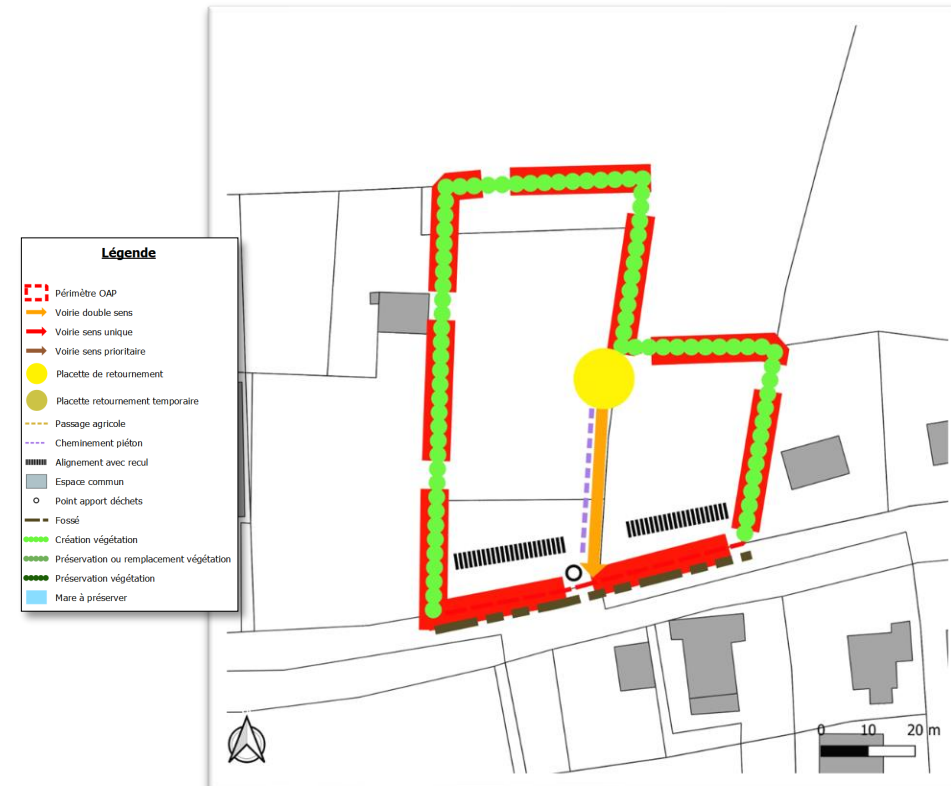 Légende
Périmètre OAP
Voirie double sens
Voirie sens unique
Voirie sens prioritaire
Placette de retournement
Placette retournement temporaire
Passage agricole
Cheminement piéton
Alignement avec recul
Espace commun
Point apport déchets
Fossé
Création végétation
Préservation ou remplacement végétation
Préservation végétation
Mare à préserver
0 10 20 m